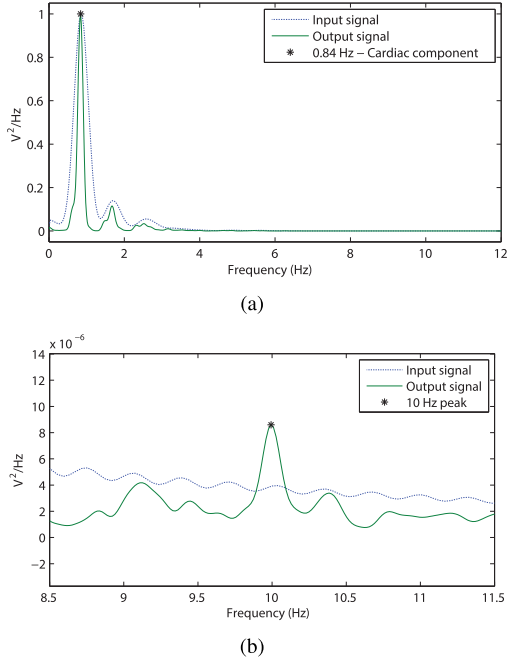 1
0.8
0.6
0.4
0.2
0
V²/Hz
Input signal
Output signal
0.84 Hz − Cardiac component
0 2 4 6 8 10 12
Frequency (Hz)
(a)
x 10⁻⁶
14
12
10
8
6
4
2
0
−2
V²/Hz
Input signal
Output signal
10 Hz peak
8.5 9 9.5 10 10.5 11 11.5
Frequency (Hz)
(b)